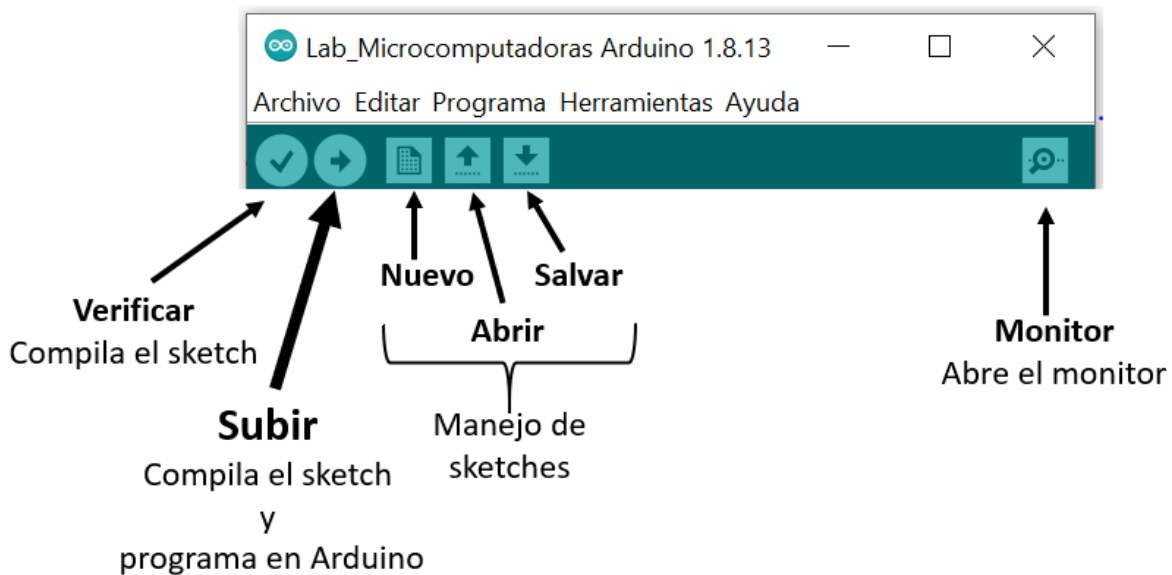 Lab_Microcomputadoras Arduino 1.8.13
Archivo Editar Programa Herramientas Ayuda
Nuevo
Salvar
Verificar
Compila el sketch
Abrir
Monitor
Abre el monitor
Subir
Compila el sketch
y
programa en Arduino
Manejo de
sketches